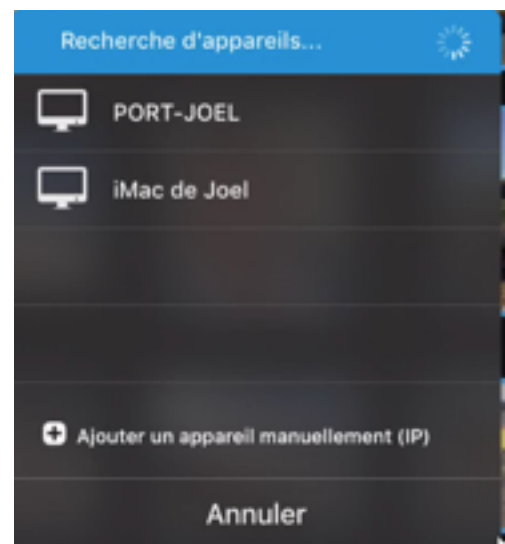 Recherche d'appareils...
PORT-JOEL
iMac de Joel
Ajouter un appareil manuellement (IP)
Annuler